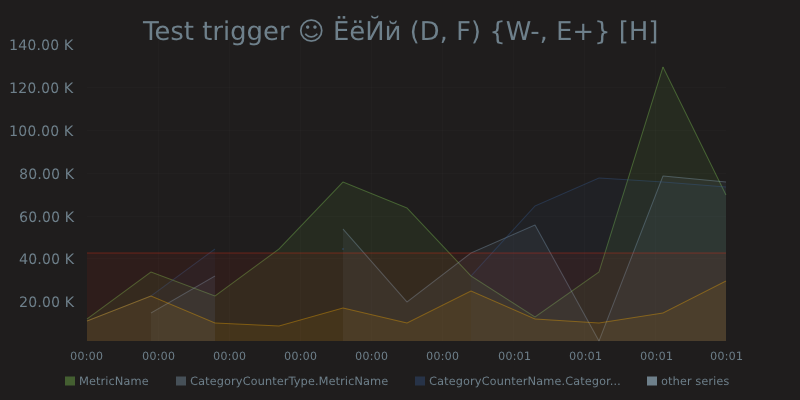 Test trigger ☺ ЁёЙй (D, F) {W-, E+} [H]
140.00 K
120.00 K
100.00 K
80.00 K
60.00 K
40.00 K
20.00 K
00:00 00:00 00:00 00:00 00:00 00:00 00:01 00:01 00:01 00:01
MetricName CategoryCounterType.MetricName CategoryCounterName.Categor... other series